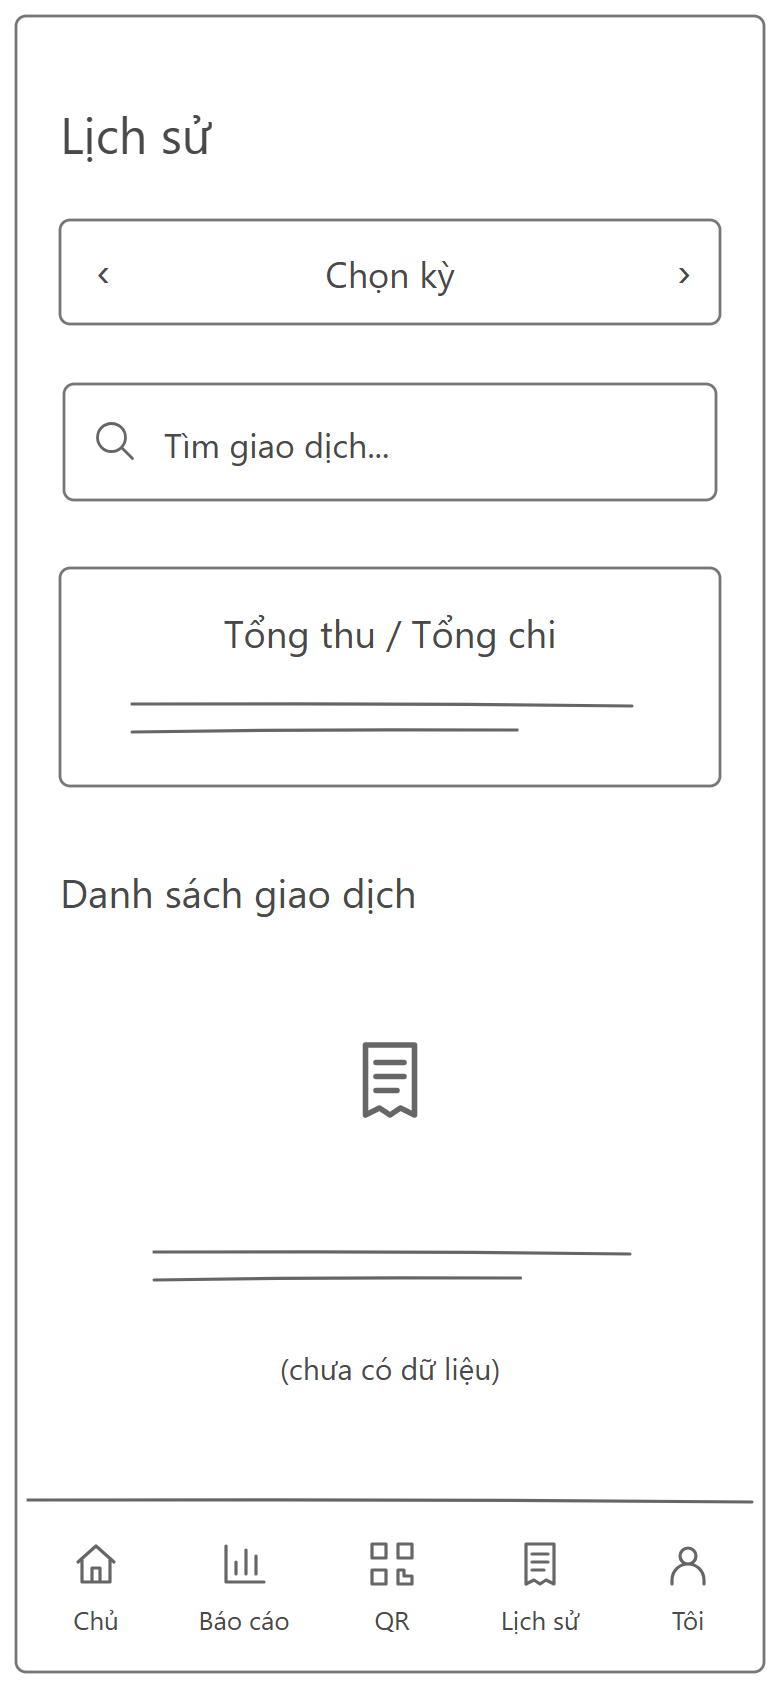 Lịch sử
‹ Chọn kỳ ›
Tìm giao dịch...
Tổng thu / Tổng chi
Danh sách giao dịch
(chưa có dữ liệu)
Chủ Báo cáo QR Lịch sử Tôi